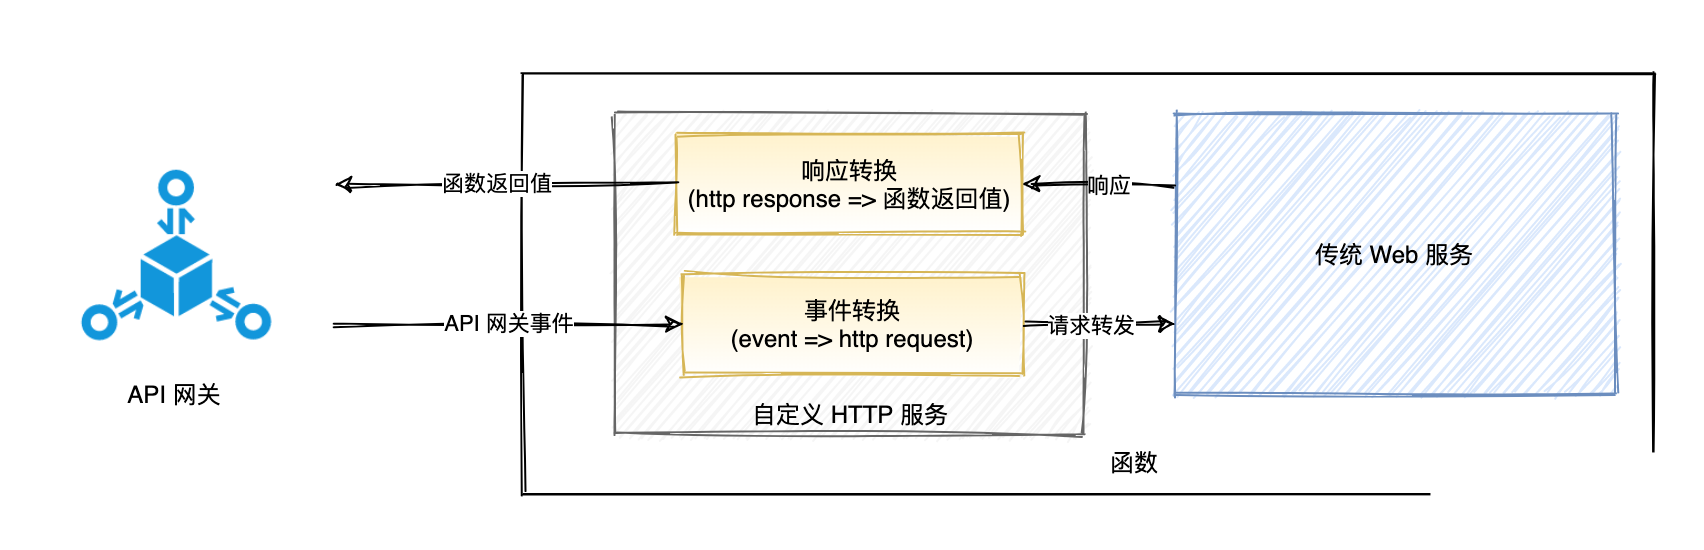 响应转换
(http response => 函数返回值)
函数返回值
响应
传统 Web 服务
事件转换
(event => http request)
API 网关事件
请求转发
API 网关
自定义 HTTP 服务
函数